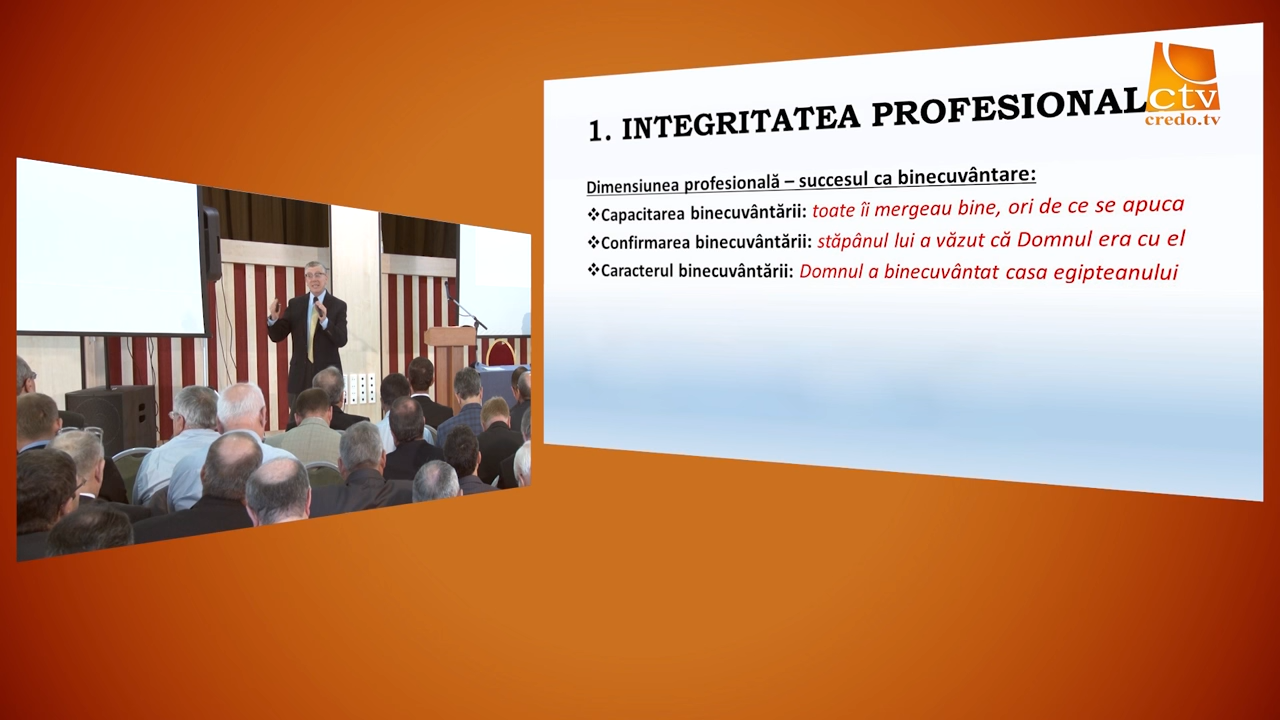 1. INTEGRITATEA PROFESIONAL
ctv
credo.tv
Dimensiunea profesională – succesul ca binecuvântare:
❖Capacitarea binecuvântării: toate îi mergeau bine, ori de ce se apuca
❖Confirmarea binecuvântării: stăpânul lui a văzut că Domnul era cu el
❖Caracterul binecuvântării: Domnul a binecuvântat casa egipteanului